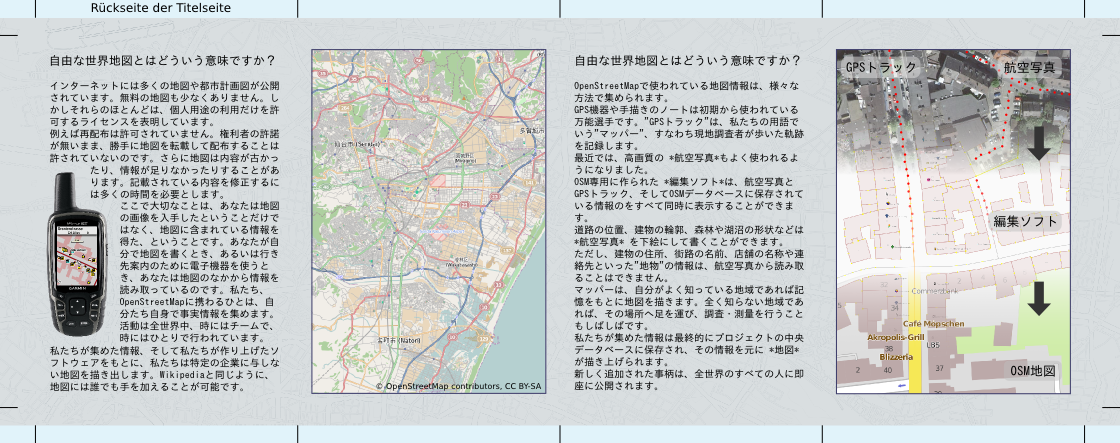 Rückseite der Titelseite
自由な世界地図とはどういう意味ですか？
インターネットには多くの地図や都市計画図が公開
されています。無料の地図も少なくありません。し
かしそれらのほとんどは、個人用途の利用だけを許
可するライセンスを表明しています。
例えば再配布は許可されていません。権利者の許諾
が無いまま、勝手に地図を転載して配布することは
許されていないのです。さらに地図は内容が古かっ
たり、情報が足りなかったりすることがあ
ります。記載されている内容を修正するに
は多くの時間を必要とします。
ここで大切なことは、あなたは地図
の画像を入手したということだけで
はなく、地図に含まれている情報を
得た、ということです。あなたが自
分で地図を書くとき、あるいは行き
先案内のために電子機器を使うと
き、あなたは地図のなかから情報を
読み取っているのです。私たち、
OpenStreetMapに携わるひとは、自
分たち自身で事実情報を集めます。
活動は全世界中、時にはチームで、
時にはひとりで行われています。
私たちが集めた情報、そして私たちが作り上げたソ
フトウェアをもとに、私たちは特定の企業に与しな
い地図を描き出します。Wikipediaと同じように、
地図には誰でも手を加えることが可能です。
GARMIN
仙台市 (Sendai)
多賀城市
名取市 (Natori)
© OpenStreetMap contributors, CC BY-SA
自由な世界地図とはどういう意味ですか？
OpenStreetMapで使われている地図情報は、様々な
方法で集められます。
GPS機器や手描きのノートは初期から使われている
万能選手です。"GPSトラック"は、私たちの用語で
いう"マッパー"、すなわち現地調査者が歩いた軌跡
を記録します。
最近では、高画質の *航空写真*もよく使われるよ
うになりました。
OSM専用に作られた *編集ソフト*は、航空写真と
GPSトラック、そしてOSMデータベースに保存されて
いる情報のをすべて同時に表示することができま
す。
道路の位置、建物の輪郭、森林や湖沼の形状などは
*航空写真* を下絵にして書くことができます。
ただし、建物の住所、街路の名前、店舗の名称や連
絡先といった"地物"の情報は、航空写真から読み取
ることはできません。
マッパーは、自分がよく知っている地域であれば記
憶をもとに地図を描きます。全く知らない地域であ
れば、その場所へ足を運び、調査・測量を行うこと
もしばしばです。
私たちが集めた情報は最終的にプロジェクトの中央
データベースに保存され、その情報を元に *地図*
が描き上げられます。
新しく追加された事柄は、全世界のすべての人に即
座に公開されます。
GPSトラック
航空写真
編集ソフト
Commerzbank
Café Mopschen
Akropolis-Grill
38
U85
Blizzeria
2
40
37
OSM地図